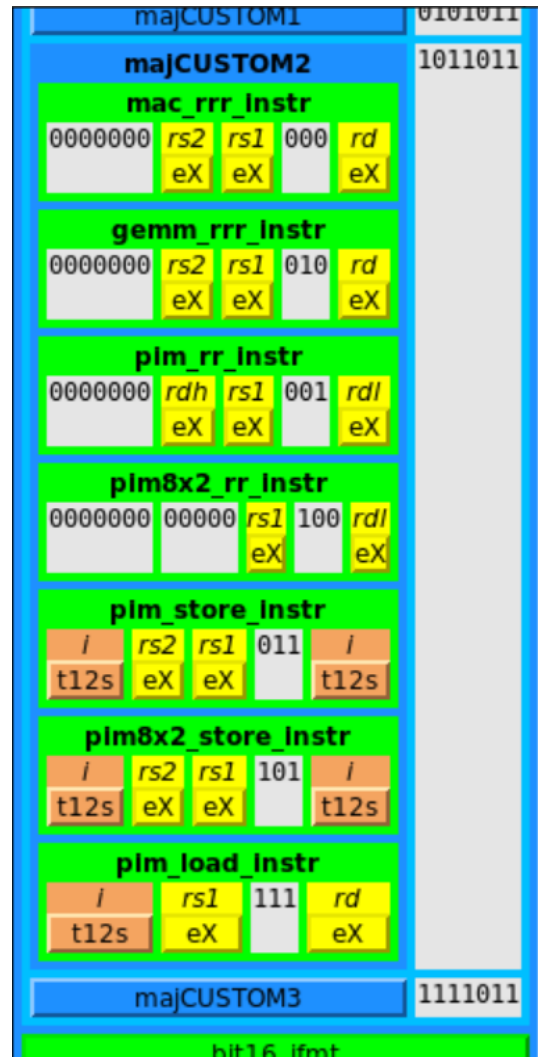 majCUSTOM1 0101011
majCUSTOM2 1011011
mac_rrr_instr
0000000 rs2 rs1 000 rd
eX eX eX
gemm_rrr_instr
0000000 rs2 rs1 010 rd
eX eX eX
pim_rr_instr
0000000 rdh rs1 001 rdl
eX eX eX
pim8x2_rr_instr
0000000 00000 rs1 100 rdl
eX eX
pim_store_instr
i rs2 rs1 011 i
t12s eX eX t12s
pim8x2_store_instr
i rs2 rs1 101 i
t12s eX eX t12s
pim_load_instr
i rs1 111 rd
t12s eX eX
majCUSTOM3 1111011
bit16_ifmt